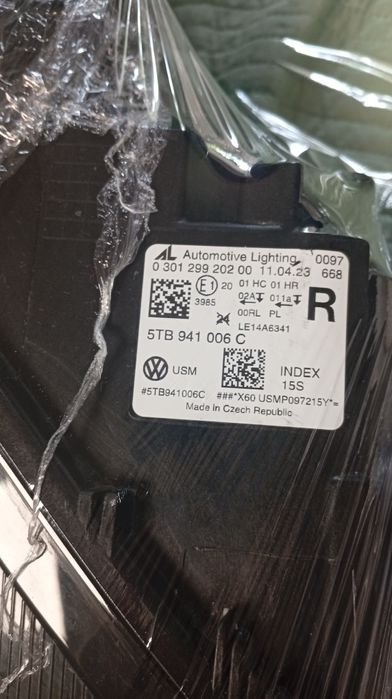 AL Automotive Lighting 0097
0 301 299 202 00 11.04.23 668
E1 20 01 HC 01 HR
02A 011a
3985 00RL PL
LE14A6341
R
5TB 941 006 C
VW USM INDEX
15S
#5TB941006C ###*X60 USMP097215Y*=
Made in Czech Republic